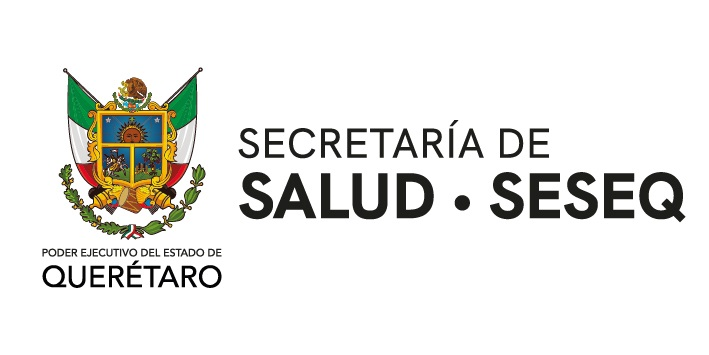 SECRETARÍA DE
SALUD • SESEQ
PODER EJECUTIVO DEL ESTADO DE
QUERÉTARO